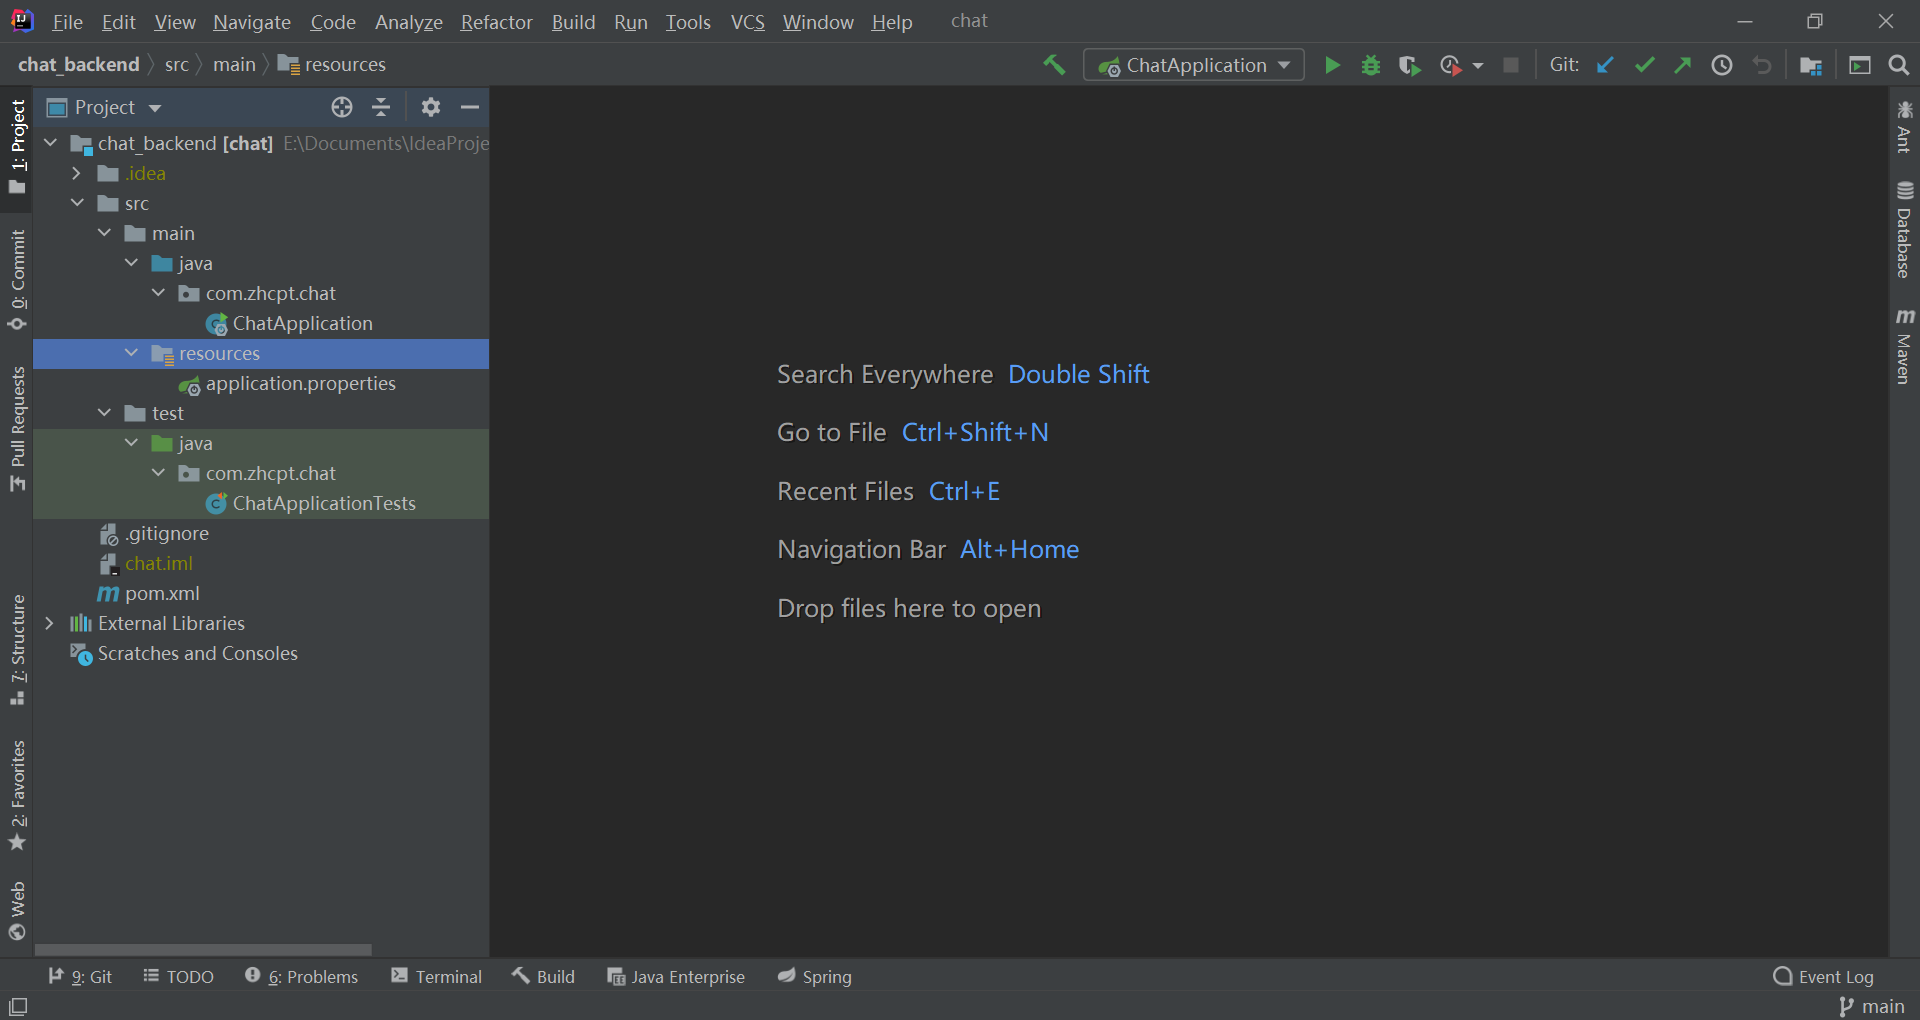 File Edit View Navigate Code Analyze Refactor Build Run Tools VCS Window Help chat
chat_backend src main resources
ChatApplication
Git:
1: Project
0: Commit
Pull Requests
7: Structure
2: Favorites
Web
Project
chat_backend [chat] E:\Documents\IdeaProje
.idea
src
main
java
com.zhcpt.chat
ChatApplication
resources
application.properties
test
java
com.zhcpt.chat
ChatApplicationTests
.gitignore
chat.iml
pom.xml
External Libraries
Scratches and Consoles
Search Everywhere Double Shift
Go to File Ctrl+Shift+N
Recent Files Ctrl+E
Navigation Bar Alt+Home
Drop files here to open
Ant
Database
Maven
9: Git TODO 6: Problems Terminal Build Java Enterprise Spring Event Log
main